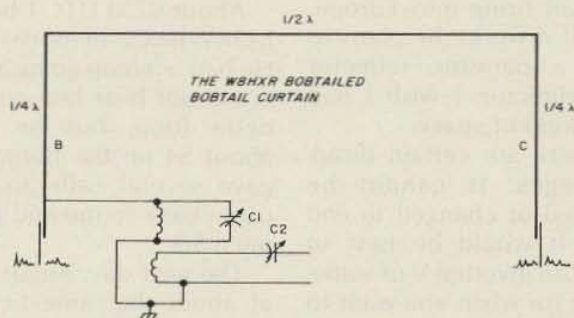 1/2 λ
THE W8HXR BOBTAILED
BOBTAIL CURTAIN
1/4 λ
1/4 λ
B
C
C1
C2